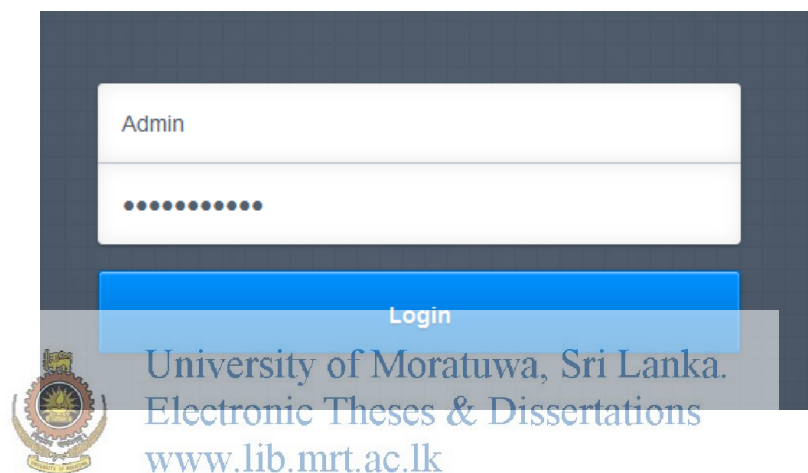 Admin
•••••••••••
Login
University of Moratuwa, Sri Lanka.
Electronic Theses & Dissertations
www.lib.mrt.ac.lk